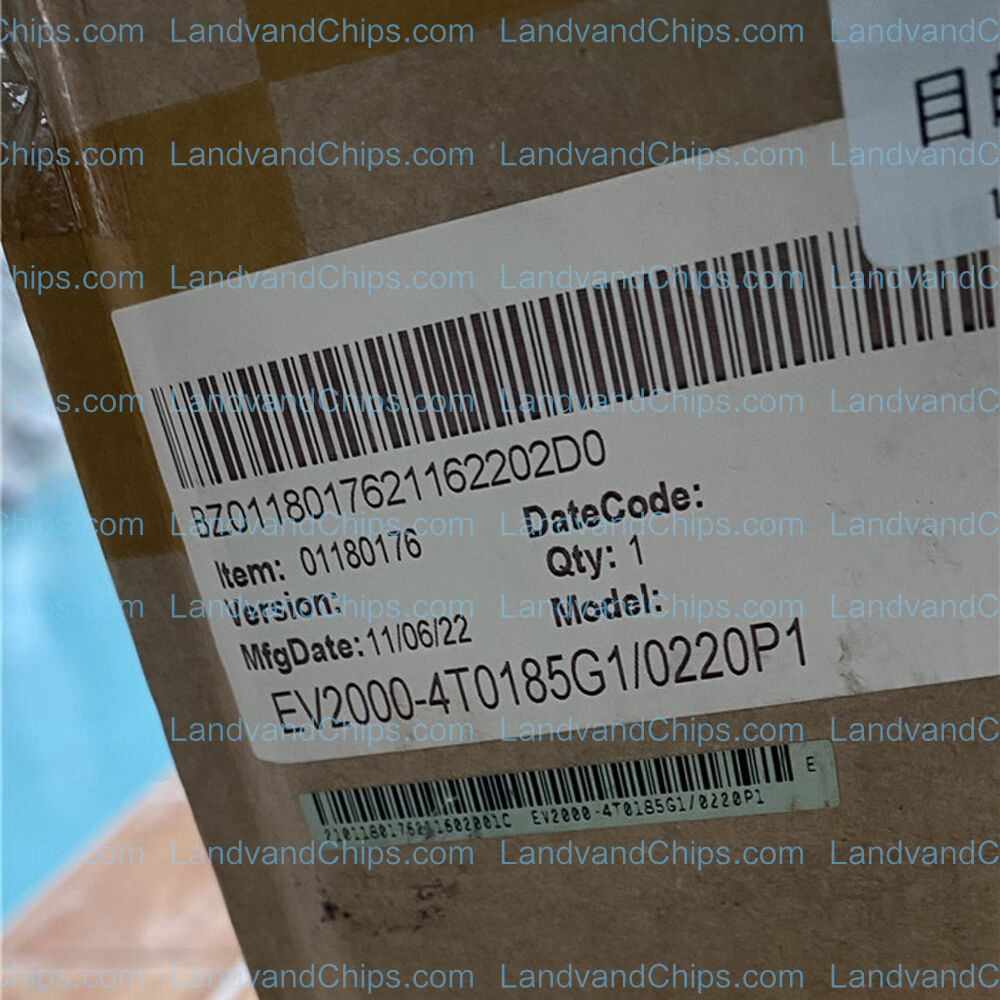 目
BZ0118017621162202D0
Item: 01180176
DateCode:
Version:
Qty: 1
MfgDate: 11/06/22
Model:
EV2000-4T0185G1/0220P1
E
EV2000-4T0185G1/0220P1
LandvandChips.com